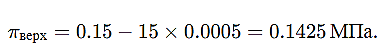 π_верх = 0.15 − 15 × 0.0005 = 0.1425 МПа.